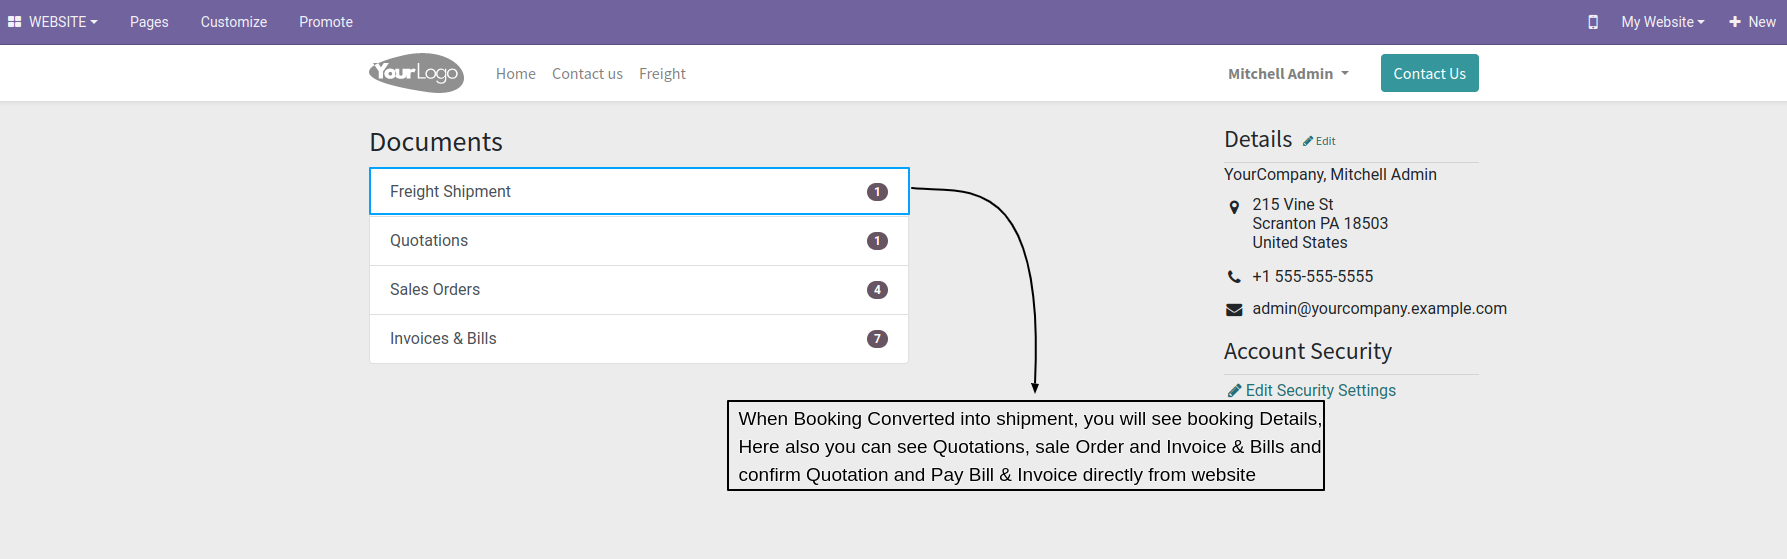 WEBSITE Pages Customize Promote My Website New
YourLogo Home Contact us Freight Mitchell Admin Contact Us
Documents
Freight Shipment 1
Quotations 1
Sales Orders 4
Invoices & Bills 7
Details Edit
YourCompany, Mitchell Admin
215 Vine St
Scranton PA 18503
United States
+1 555-555-5555
admin@yourcompany.example.com
Account Security
Edit Security Settings
When Booking Converted into shipment, you will see booking Details,
Here also you can see Quotations, sale Order and Invoice & Bills and
confirm Quotation and Pay Bill & Invoice directly from website